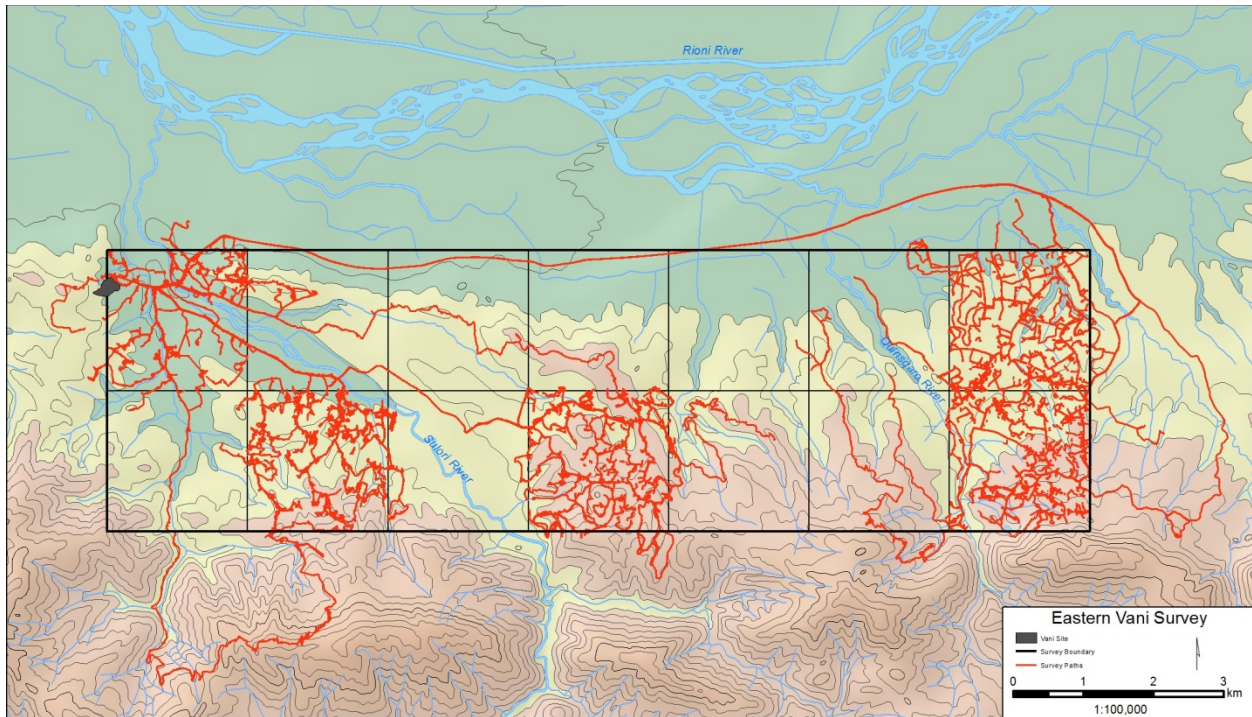 Rioni River
River
Sulori River
Eastern Vani Survey
Vani Site
Survey Boundary
Survey Paths
0 1 2 3
km
1:100,000